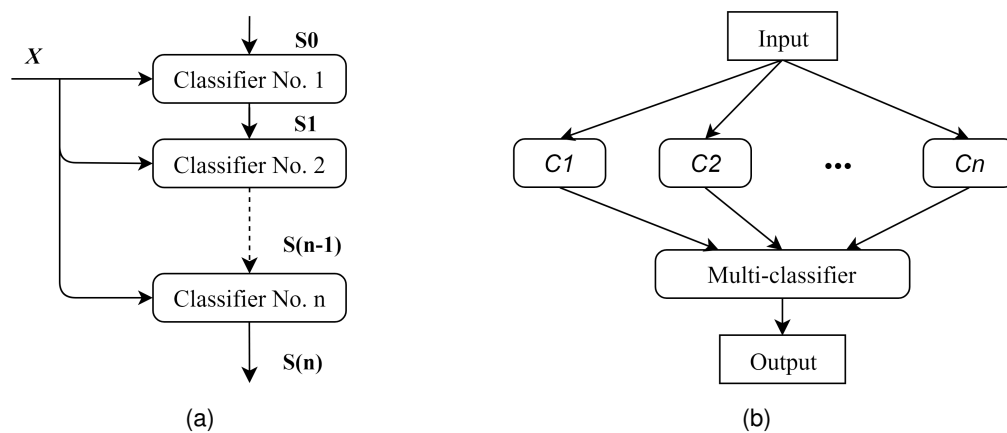 S0
X
Classifier No. 1
S1
Classifier No. 2
S(n-1)
Classifier No. n
S(n)
(a)
Input
C1
C2
•••
Cn
Multi-classifier
Output
(b)